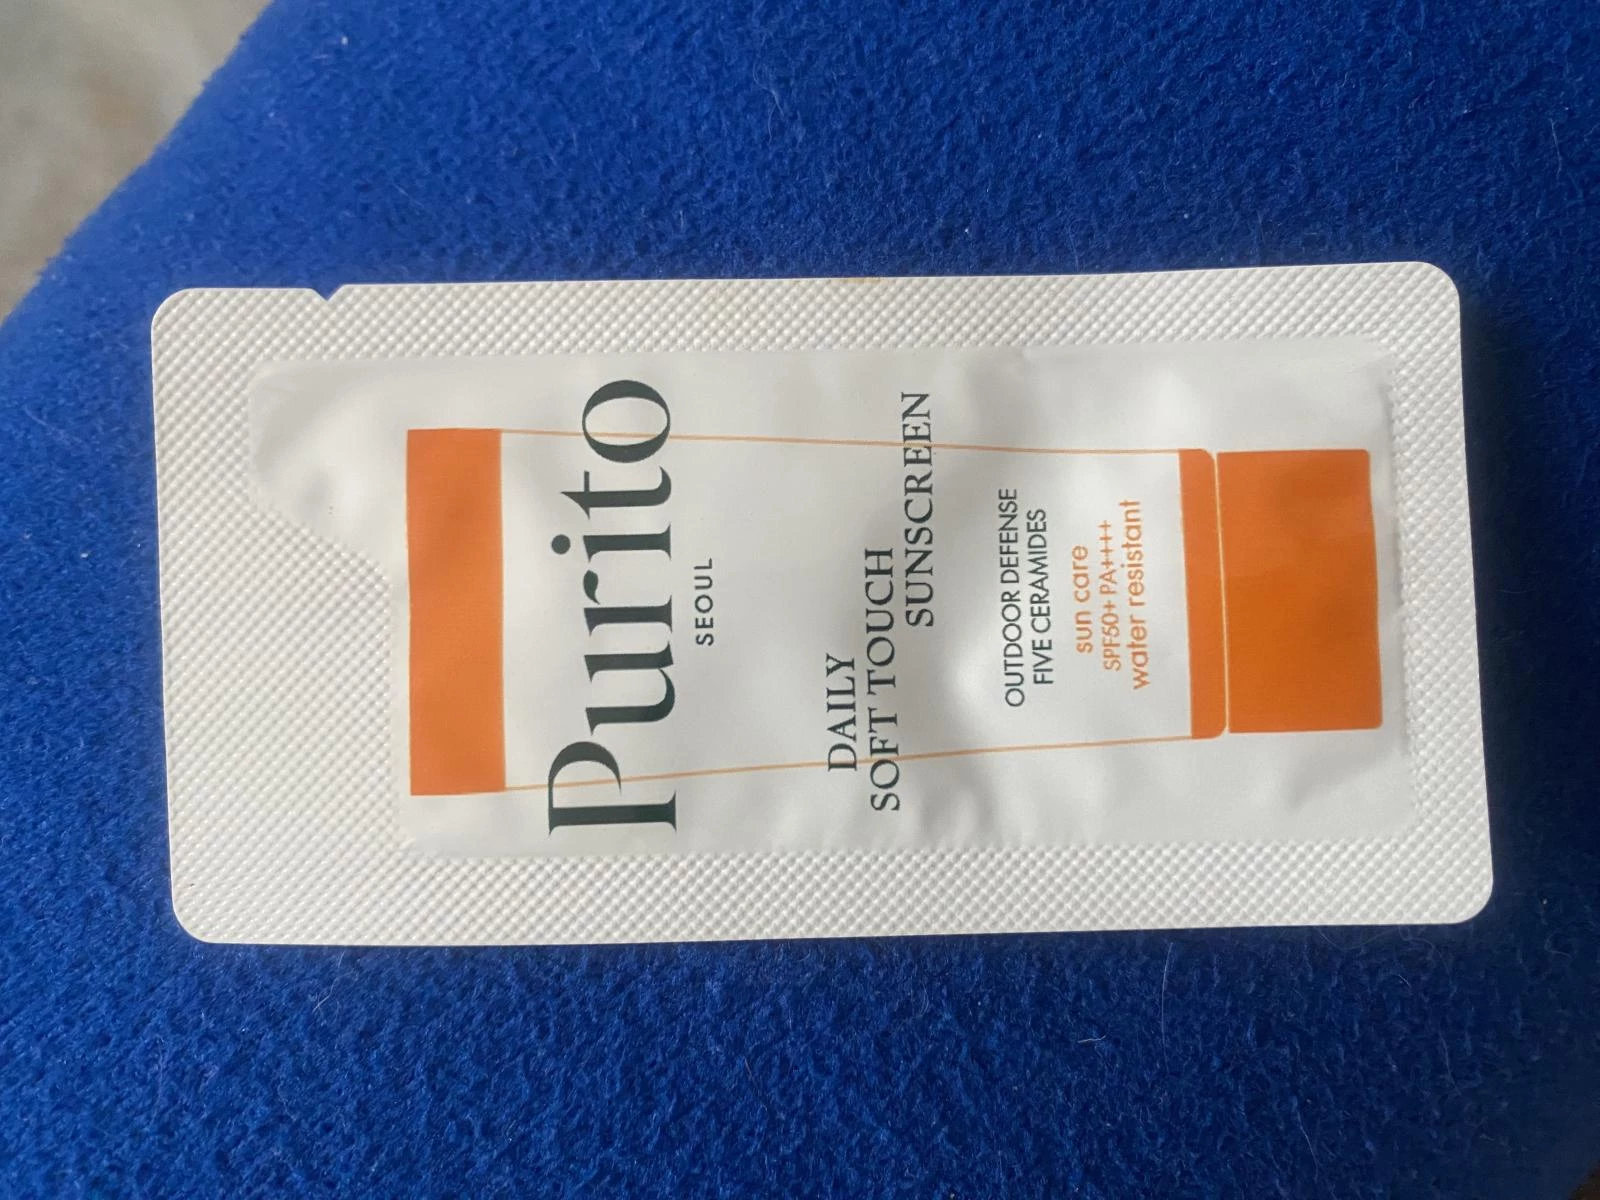 Purito
SEOUL
DAILY
SOFT TOUCH
SUNSCREEN
OUTDOOR DEFENSE
FIVE CERAMIDES
sun care
SPF50+ PA++++
water resistant